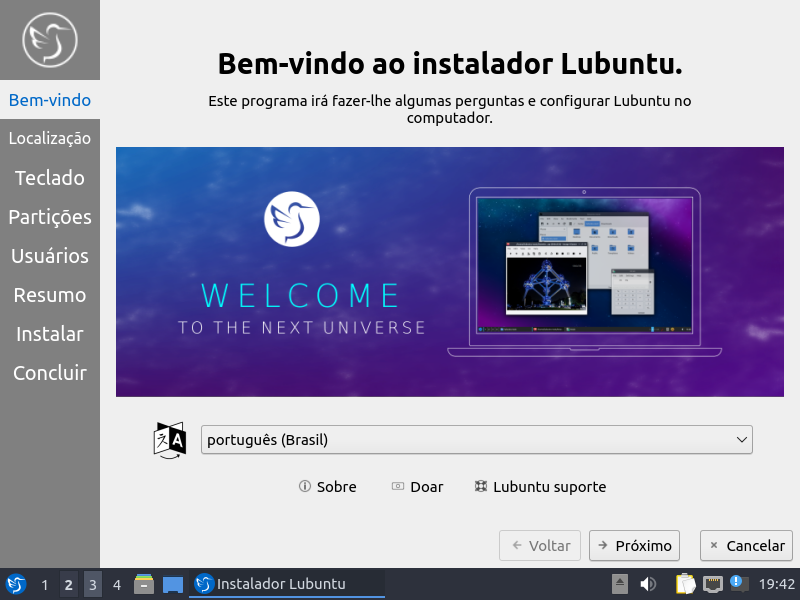 Bem-vindo ao instalador Lubuntu.
Este programa irá fazer-lhe algumas perguntas e configurar Lubuntu no
computador.
Bem-vindo
Localização
Teclado
Partições
Usuários
Resumo
Instalar
Concluir
WELCOME
TO THE NEXT UNIVERSE
português (Brasil)
Sobre
Doar
Lubuntu suporte
Voltar
Próximo
Cancelar
1 2 3 4 Instalador Lubuntu 19:42